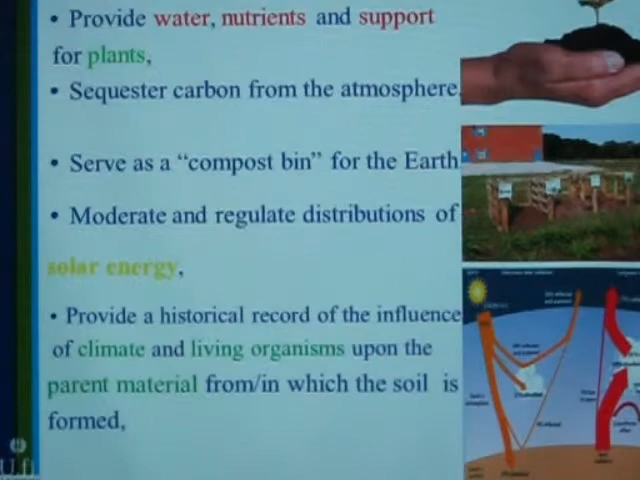 • Provide water, nutrients and support
for plants,
• Sequester carbon from the atmosphere,
• Serve as a “compost bin” for the Earth
• Moderate and regulate distributions of
solar energy,
• Provide a historical record of the influence
of climate and living organisms upon the
parent material from/in which the soil is
formed,